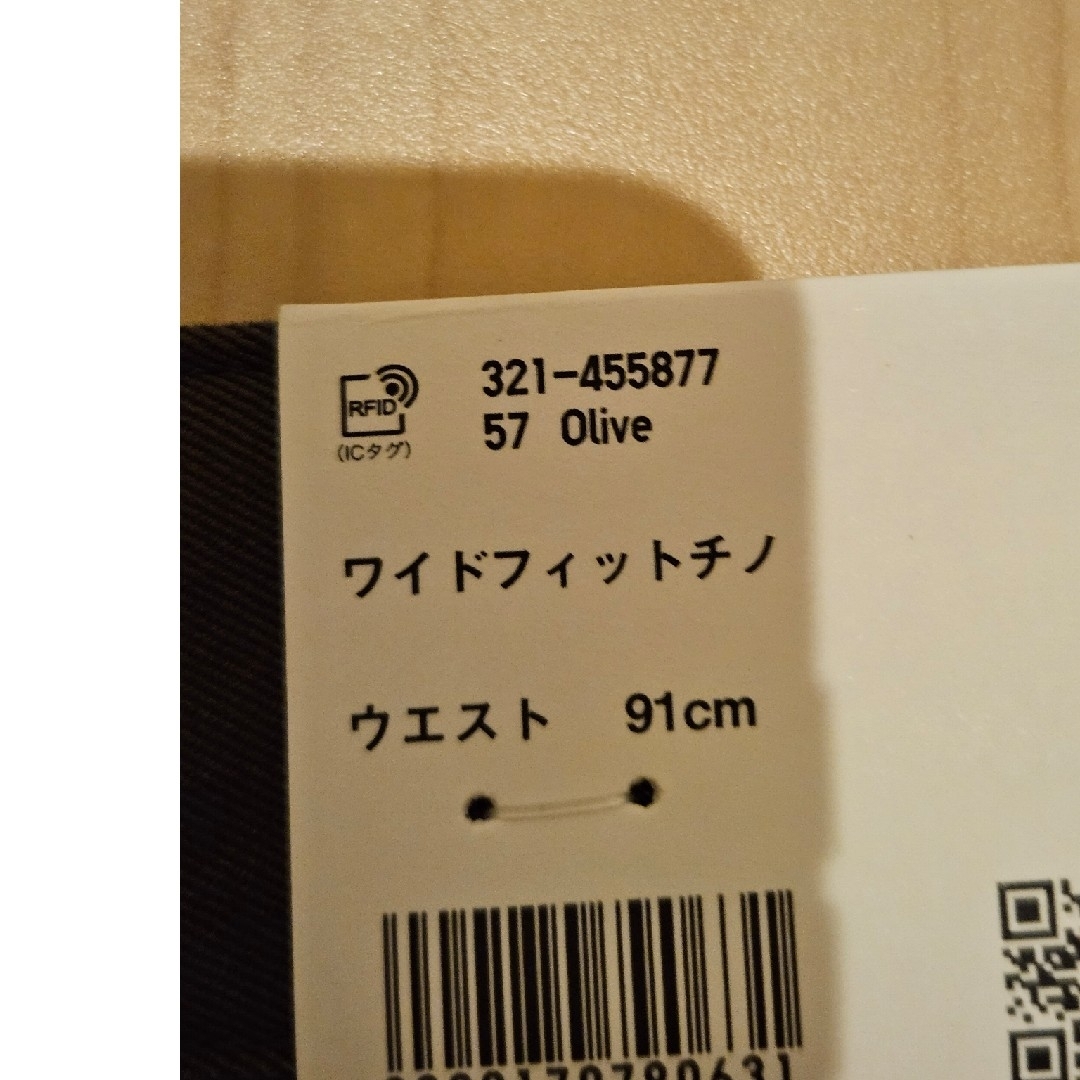 RFID
(ICタグ)
321-455877
57 Olive
ワイドフィットチノ
ウエスト 91cm